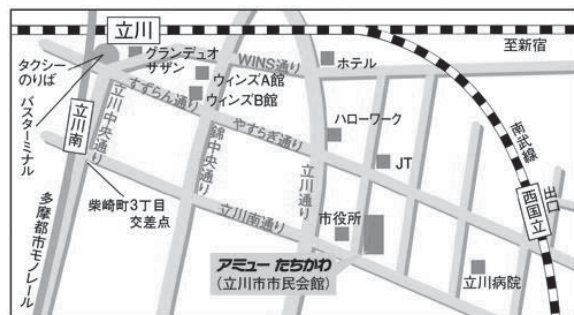 立川
至新宿
グランデュオ
サザン
タクシー
のりば
WINS通り
ホテル
ウィンズA館
ウィンズB館
すずらん通り
バスターミナル
立川南
立川中央通り
錦中央通り
やすらぎ通り
ハローワーク
立川通り
JT
南武線
出口
西国立
柴崎町3丁目
交差点
立川南通り
市役所
多摩都市モノレール
アミューたちかわ
(立川市市民会館)
立川病院